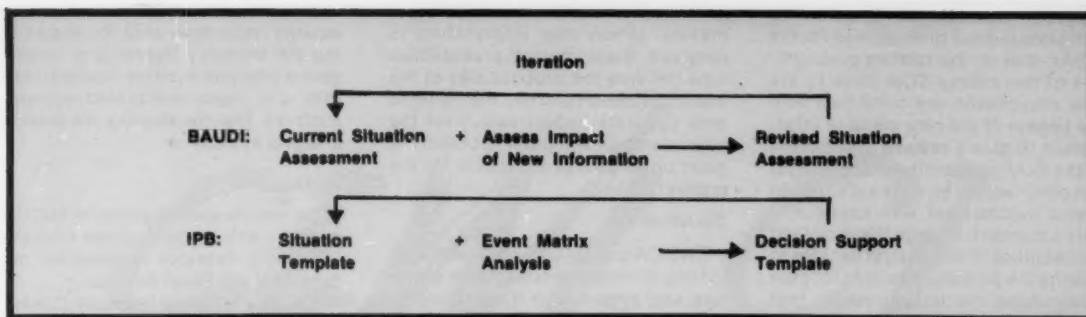 Iteration
BAUDI: Current Situation Assessment + Assess Impact of New Information Revised Situation Assessment
IPB: Situation Template + Event Matrix Analysis Decision Support Template